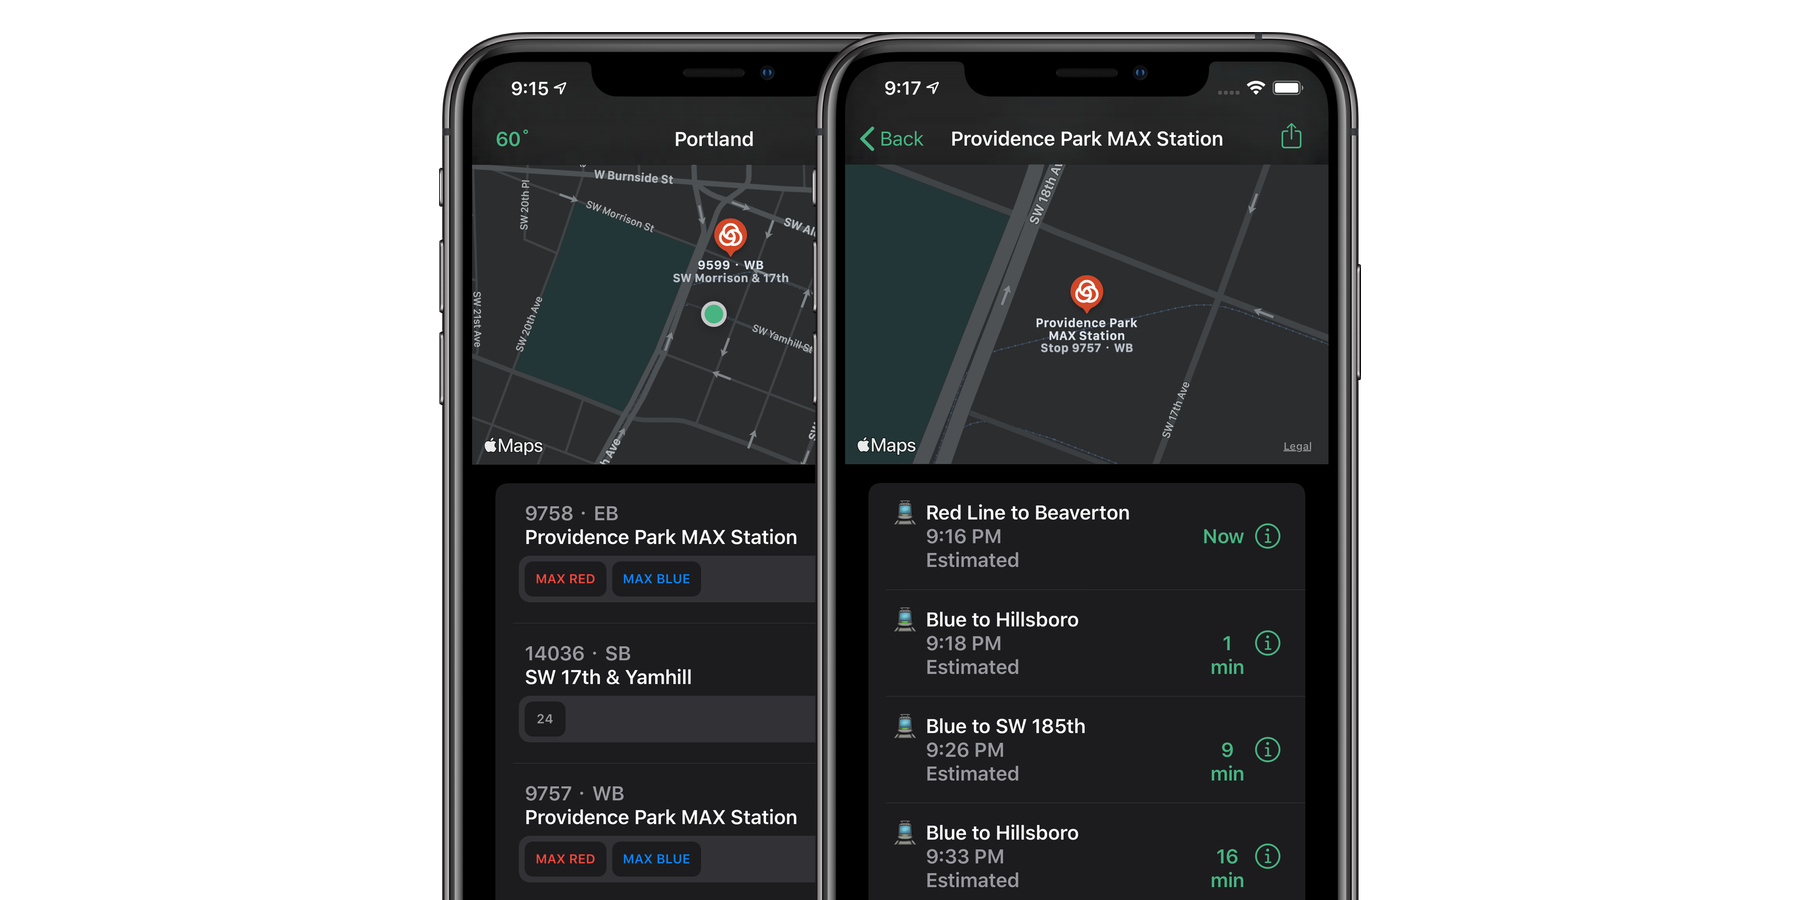 9:15
60°
Portland
W Burnside St
SW 20th Pl
SW Morrison St
9599 · WB
SW Morrison & 17th
SW 21st Ave
SW 20th Ave
SW Yamhill St
Maps
9758 · EB
Providence Park MAX Station
MAX RED
MAX BLUE
14036 · SB
SW 17th & Yamhill
24
9757 · WB
Providence Park MAX Station
MAX RED
MAX BLUE
9:17
Back
Providence Park MAX Station
SW 18th A
Providence Park
MAX Station
Stop 9757 · WB
SW 17th Ave
Maps
Legal
Red Line to Beaverton
9:16 PM
Estimated
Now
Blue to Hillsboro
9:18 PM
Estimated
1
min
Blue to SW 185th
9:26 PM
Estimated
9
min
Blue to Hillsboro
9:33 PM
Estimated
16
min